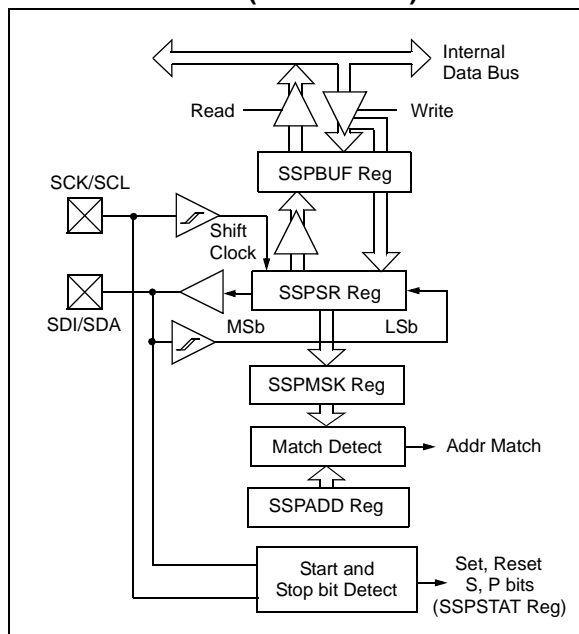 Internal
Data Bus
Read
Write
SSPBUF Reg
SCK/SCL
Shift
Clock
SSPSR Reg
MSb
LSb
SDI/SDA
SSPMSK Reg
Match Detect
Addr Match
SSPADD Reg
Start and
Stop bit Detect
Set, Reset
S, P bits
(SSPSTAT Reg)